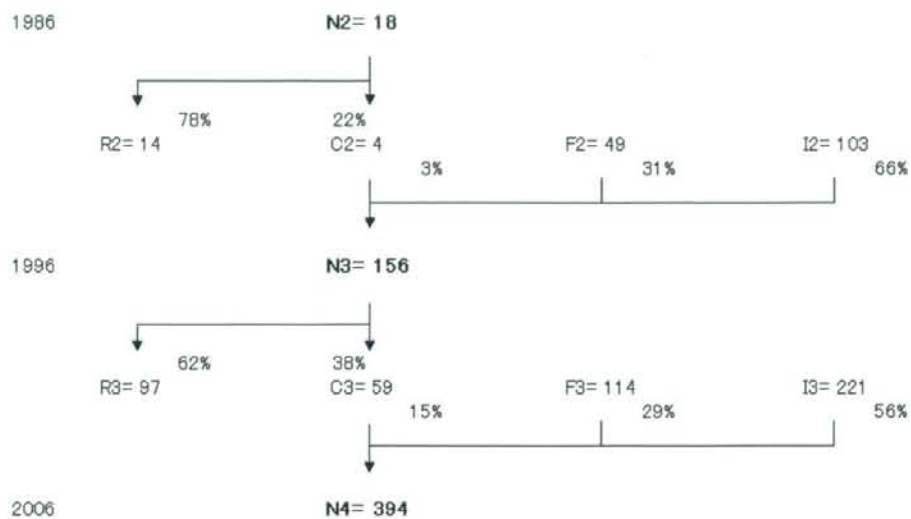 1986 N2= 18
78% 22%
R2= 14 C2= 4 F2= 49 I2= 103
3% 31% 66%
1996 N3= 156
62% 38%
R3= 97 C3= 59 F3= 114 I3= 221
15% 29% 56%
2006 N4= 394